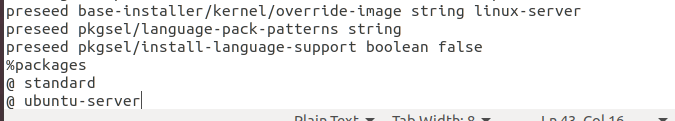 preseed base-installer/kernel/override-image string linux-server
preseed pkgsel/language-pack-patterns string
preseed pkgsel/install-language-support boolean false
%packages
@ standard
@ ubuntu-server
Plain Text Tab Width: 8 Ln 43, Col 16